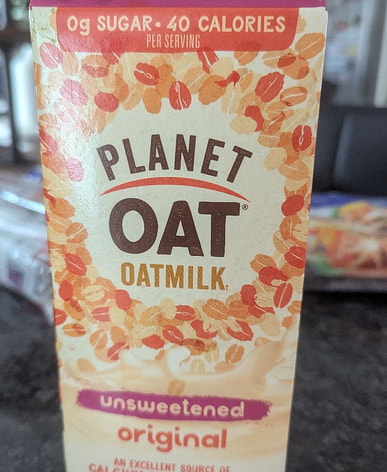 0g SUGAR · 40 CALORIES
PER SERVING
PLANET
OAT®
OATMILK
unsweetened
original
AN EXCELLENT SOURCE OF